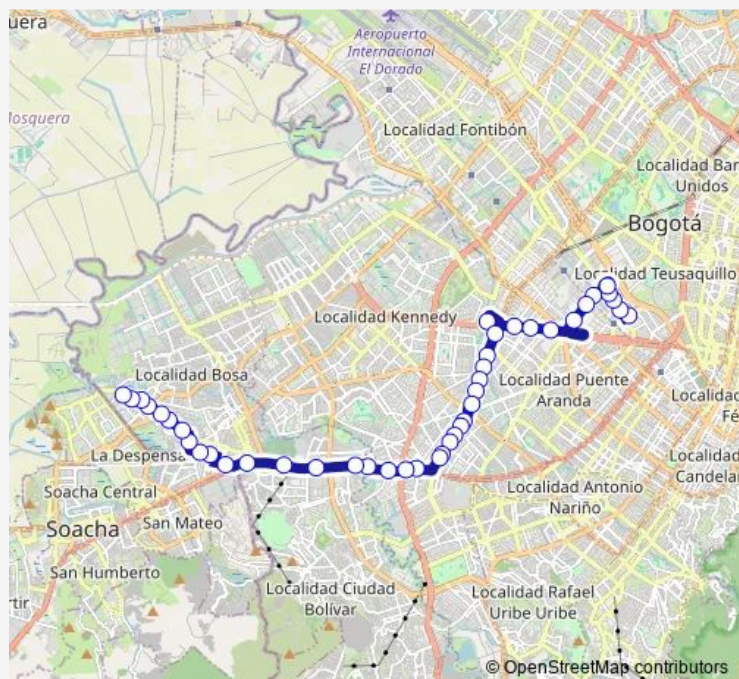 uera
Aeropuerto
Internacional
El Dorado
Mosquera
Localidad Fontibón
Localidad Bar
Unidos
Bogotá
Localidad Teusaquillo
Localidad Kennedy
Localidad Bosa
Localidad Puente
Aranda
Localidad
Fé
La Despensa
Localidad
Candelar
Soacha Central
Localidad Antonio
Nariño
Soacha
San Mateo
San Humberto
Localidad Ciudad
Bolívar
Localidad Rafael
Uribe Uribe
rtir
© OpenStreetMap contributors